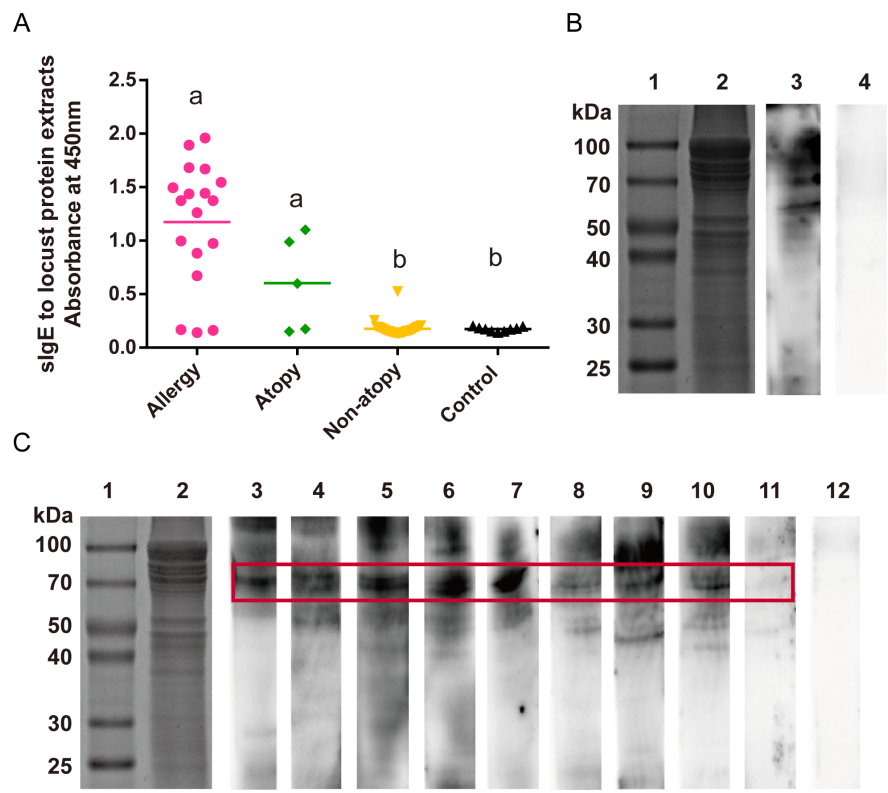 A
sIgE to locust protein extracts
Absorbance at 450nm
2.5
2.0
1.5
1.0
0.5
0.0
a
a
b
b
Allergy
Atopy
Non-atopy
Control
B
1 2 3 4
kDa
100
70
50
40
30
25
C
1 2 3 4 5 6 7 8 9 10 11 12
kDa
100
70
50
40
30
25